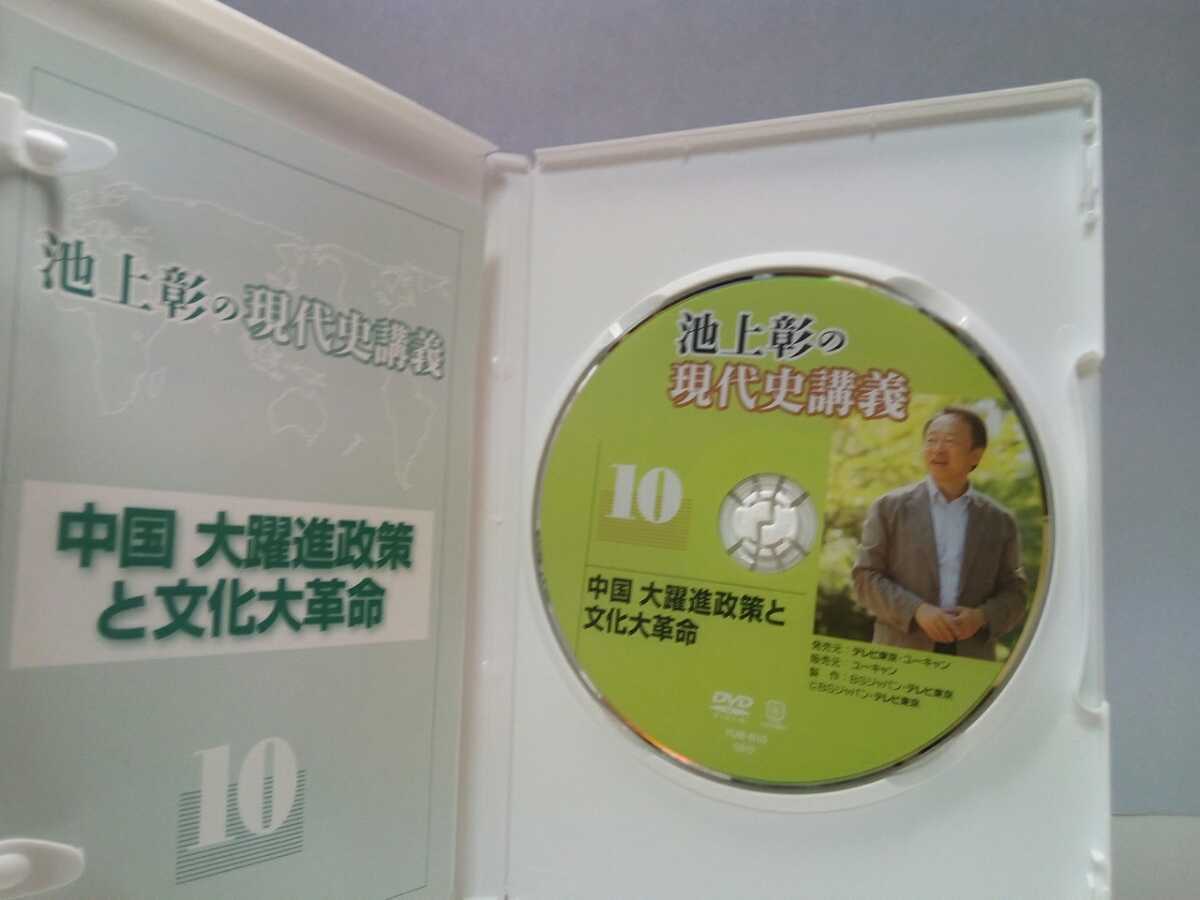 池上彰の現代史講義
中国 大躍進政策
と文化大革命
10
池上彰の
現代史講義
10
中国 大躍進政策と
文化大革命
発売元：テレビ東京・ユーキャン
販売元：ユーキャン
製　作：BSジャパン・テレビ東京
©BSジャパン・テレビ東京
DVD